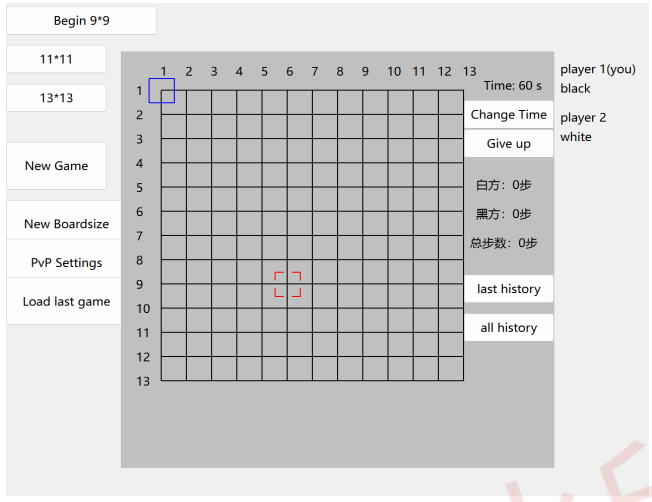 Begin 9*9
11*11
13*13
New Game
New Boardsize
PvP Settings
Load last game
1 2 3 4 5 6 7 8 9 10 11 12 13
1
2
3
4
5
6
7
8
9
10
11
12
13
Time: 60 s
Change Time
Give up
白方：0步
黑方：0步
总步数：0步
last history
all history
player 1(you)
black
player 2
white